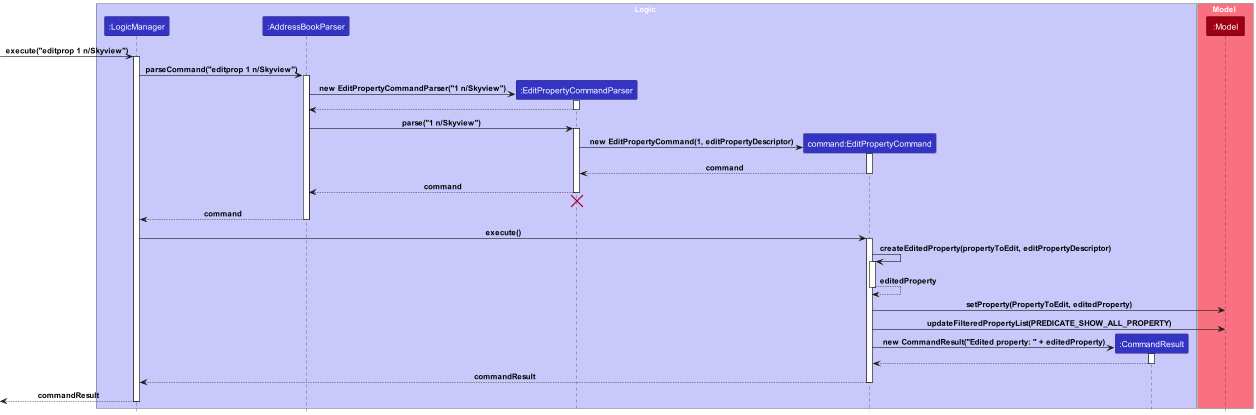 Logic
Model
:LogicManager
:AddressBookParser
:Model
execute("editprop 1 n/Skyview")
parseCommand("editprop 1 n/Skyview")
new EditPropertyCommandParser("1 n/Skyview")
:EditPropertyCommandParser
parse("1 n/Skyview")
new EditPropertyCommand(1, editPropertyDescriptor)
command:EditPropertyCommand
command
command
command
execute()
createEditedProperty(propertyToEdit, editPropertyDescriptor)
editedProperty
setProperty(PropertyToEdit, editedProperty)
updateFilteredPropertyList(PREDICATE_SHOW_ALL_PROPERTY)
new CommandResult("Edited property: " + editedProperty)
:CommandResult
commandResult
commandResult